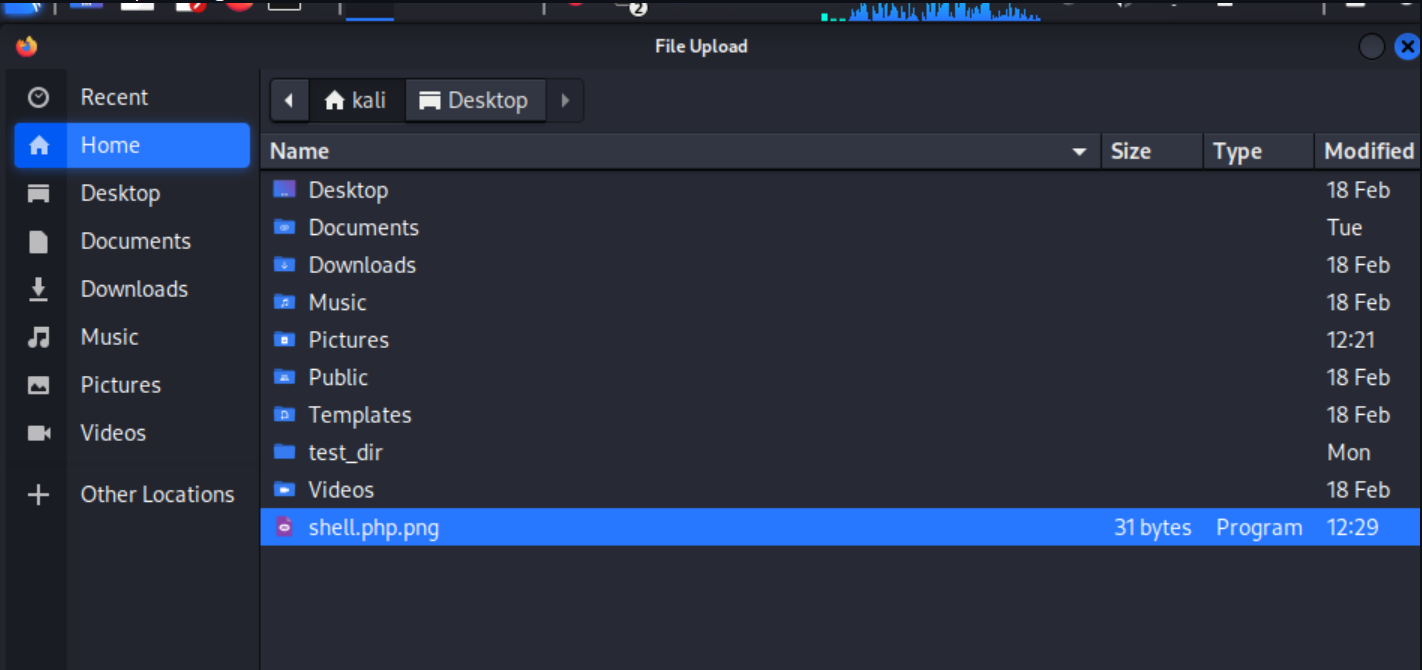 2
File Upload
Recent
Home
Desktop
Documents
Downloads
Music
Pictures
Videos
Other Locations
kali Desktop
Name Size Type Modified
Desktop 18 Feb
Documents Tue
Downloads 18 Feb
Music 18 Feb
Pictures 12:21
Public 18 Feb
Templates 18 Feb
test_dir Mon
Videos 18 Feb
shell.php.png 31 bytes Program 12:29